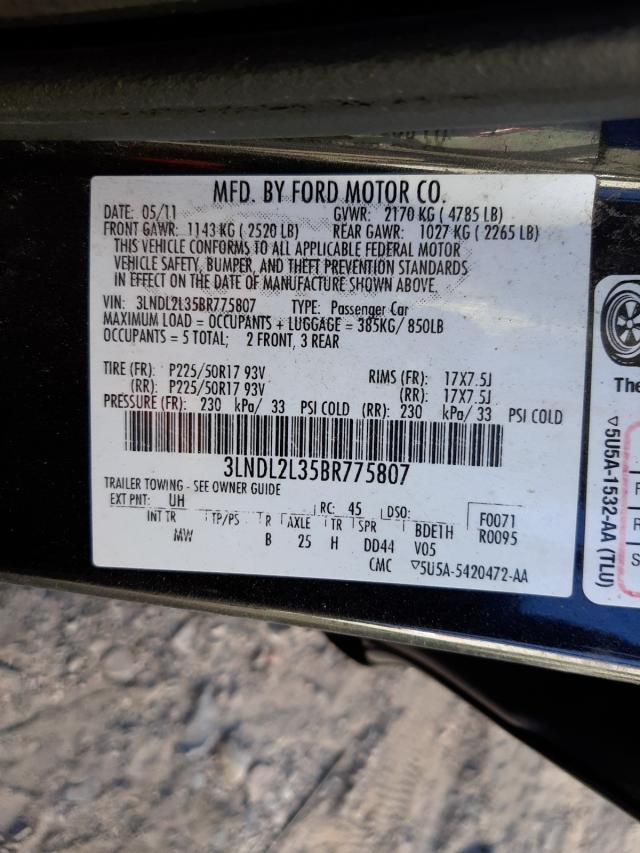 MFD. BY FORD MOTOR CO.
DATE: 05/11 GVWR: 2170 KG ( 4785 LB)
FRONT GAWR: 1143 KG ( 2520 LB) REAR GAWR: 1027 KG ( 2265 LB)
THIS VEHICLE CONFORMS TO ALL APPLICABLE FEDERAL MOTOR
VEHICLE SAFETY, BUMPER, AND THEFT PREVENTION STANDARDS
IN EFFECT ON THE DATE OF MANUFACTURE SHOWN ABOVE.
VIN: 3LNDL2L35BR775807 TYPE: Passenger Car
MAXIMUM LOAD = OCCUPANTS + LUGGAGE = 385KG/ 850LB
OCCUPANTS = 5 TOTAL; 2 FRONT, 3 REAR
TIRE (FR): P225/50R17 93V RIMS (FR): 17X7.5J
(RR): P225/50R17 93V (RR): 17X7.5J
PRESSURE (FR): 230 kPa/ 33 PSI COLD (RR): 230 kPa/ 33 PSI COLD
3LNDL2L35BR775807
TRAILER TOWING - SEE OWNER GUIDE
EXT PNT: UH RC: 45 DSO: F0071
INT TR TP/PS R AXLE TR SPR BDETH R0095
MW B 25 H DD44 V05
CMC ▽5U5A-5420472-AA
The
▽5U5A-1532-AA (TLU)
F
R
S